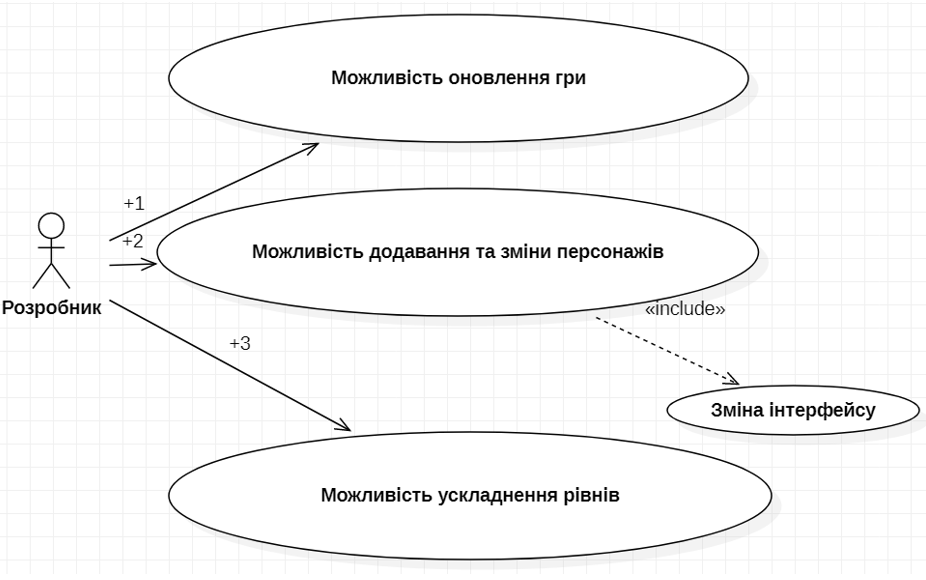 Можливість оновлення гри
+1
+2
Можливість додавання та зміни персонажів
Розробник
«include»
+3
Зміна інтерфейсу
Можливість ускладнення рівнів